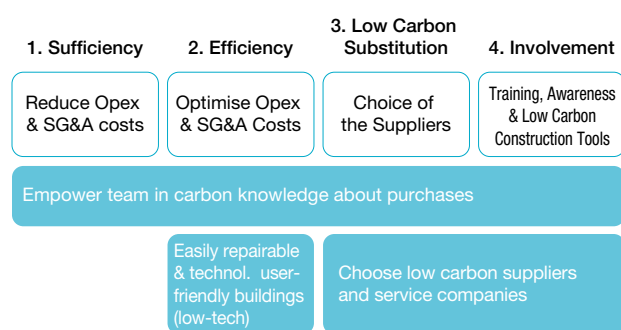 1. Sufficiency
2. Efficiency
3. Low Carbon
Substitution
4. Involvement
Reduce Opex
& SG&A costs
Optimise Opex
& SG&A Costs
Choice of
the Suppliers
Training, Awareness
& Low Carbon
Construction Tools
Empower team in carbon knowledge about purchases
Easily repairable
& technol. user-
friendly buildings
(low-tech)
Choose low carbon suppliers
and service companies